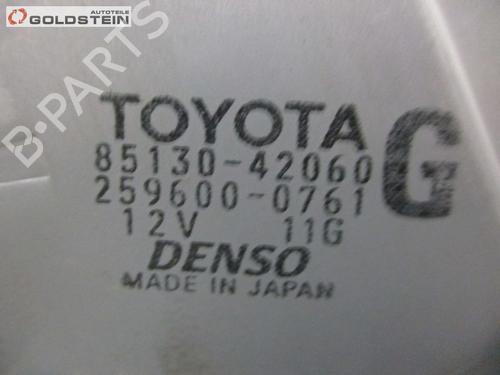 AUTOTEILE
GOLDSTEIN
B-PARTS
TOYOTA
85130-42060
259600-0761
G
12V 11G
DENSO
MADE IN JAPAN